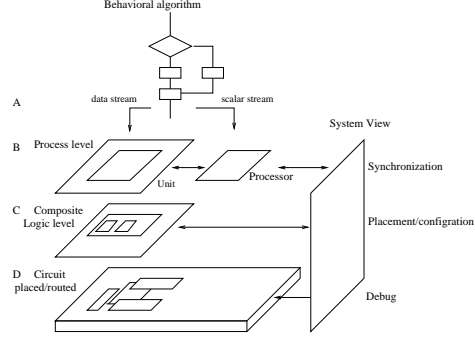 Behavioral algorithm
A
data stream
scalar stream
System View
B
Process level
Unit
Processor
Synchronization
C Composite
Logic level
Placement/configration
D Circuit
placed/routed
Debug